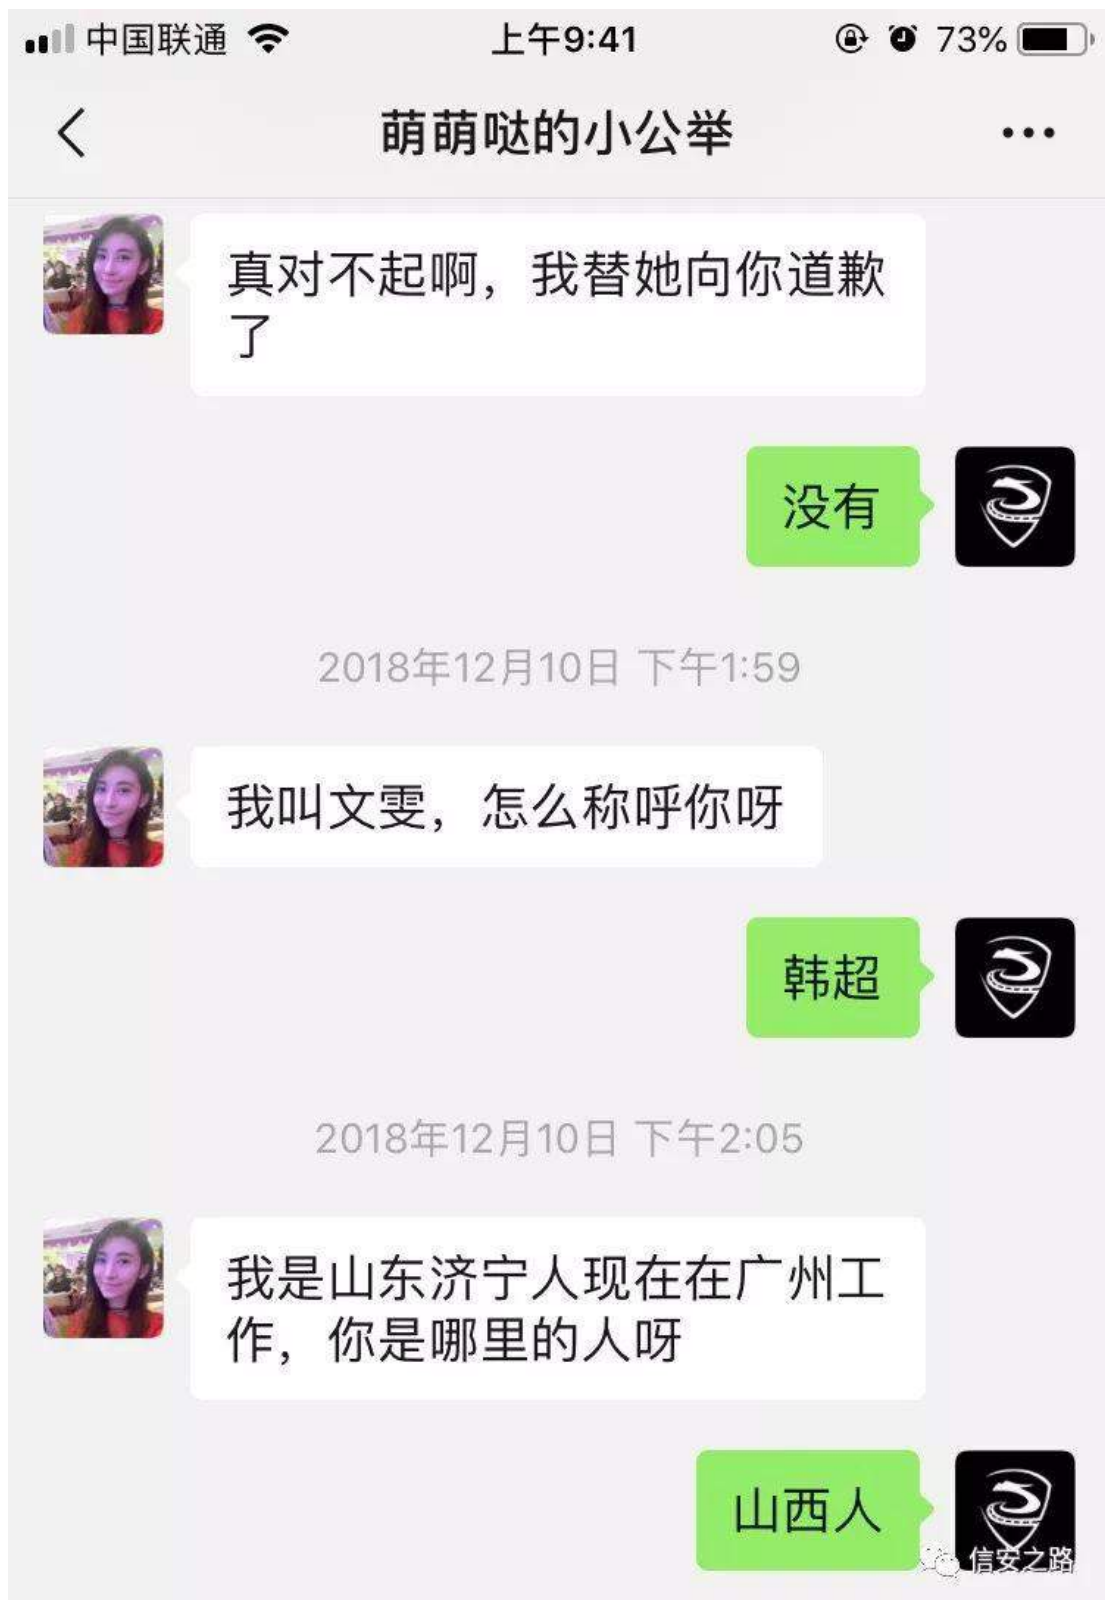 中国联通
上午9:41
73%
萌萌哒的小公举
真对不起啊，我替她向你道歉
了
没有
2018年12月10日 下午1:59
我叫文雯，怎么称呼你呀
韩超
2018年12月10日 下午2:05
我是山东济宁人现在在广州工
作，你是哪里的人呀
山西人
信安之路